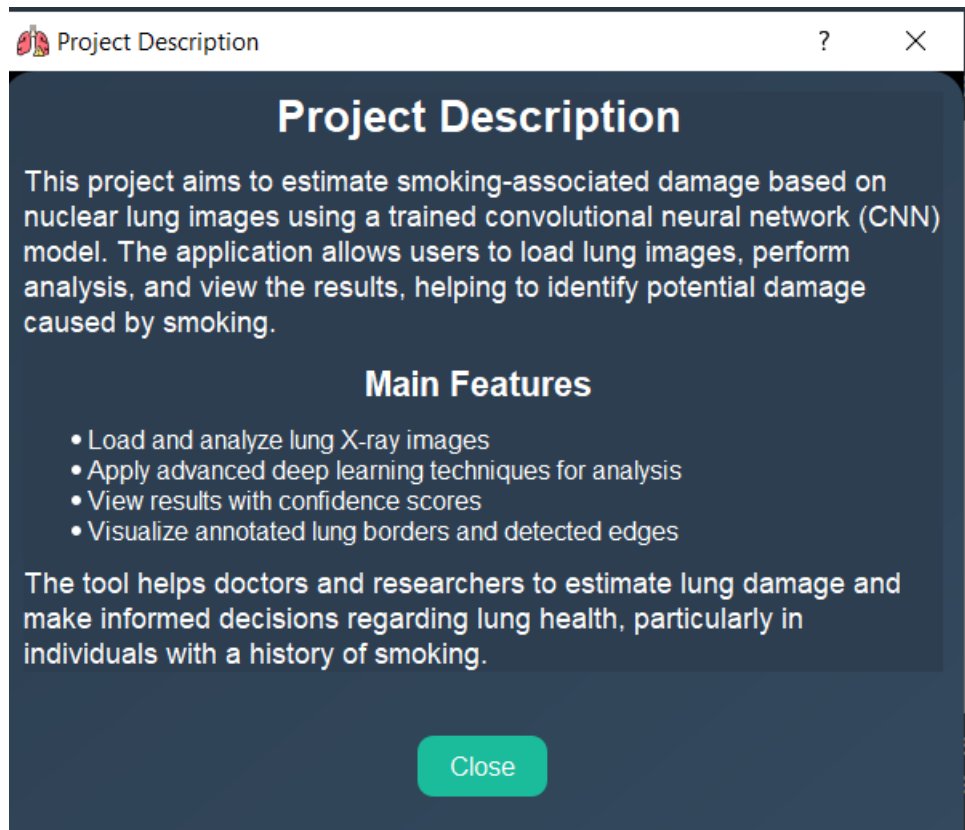 Project Description
?
Project Description
This project aims to estimate smoking-associated damage based on
nuclear lung images using a trained convolutional neural network (CNN)
model. The application allows users to load lung images, perform
analysis, and view the results, helping to identify potential damage
caused by smoking.
Main Features
• Load and analyze lung X-ray images
• Apply advanced deep learning techniques for analysis
• View results with confidence scores
• Visualize annotated lung borders and detected edges
The tool helps doctors and researchers to estimate lung damage and
make informed decisions regarding lung health, particularly in
individuals with a history of smoking.
Close